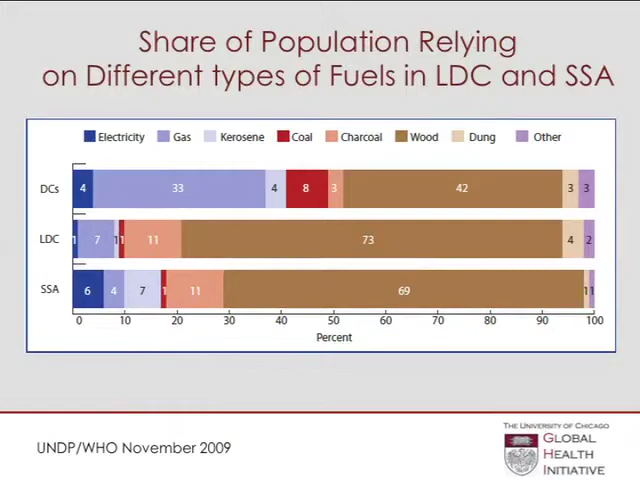 Share of Population Relying
on Different types of Fuels in LDC and SSA
Electricity Gas Kerosene Coal Charcoal Wood Dung Other
DCs 4 33 4 8 3 42 3 3
LDC 1 7 1 1 11 73 4 2
SSA 6 4 7 1 11 69 1 1
0 10 20 30 40 50 60 70 80 90 100
Percent
UNDP/WHO November 2009
THE UNIVERSITY OF CHICAGO
GLOBAL
HEALTH
INITIATIVE